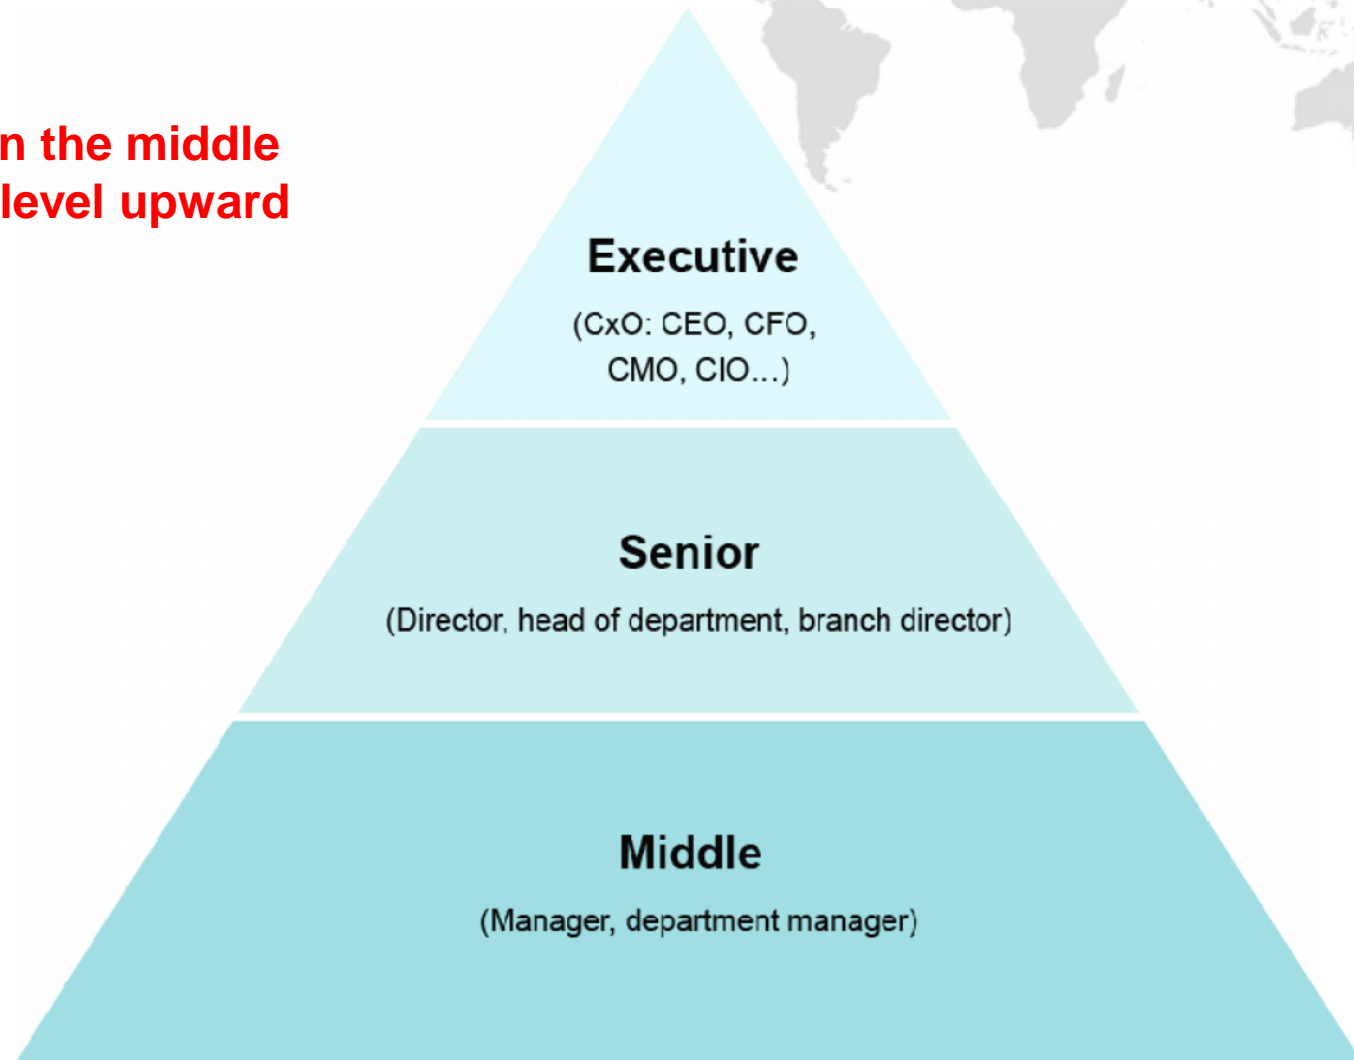 n the middle
level upward
Executive
(CxO: CEO, CFO,
CMO, CIO...)
Senior
(Director, head of department, branch director)
Middle
(Manager, department manager)